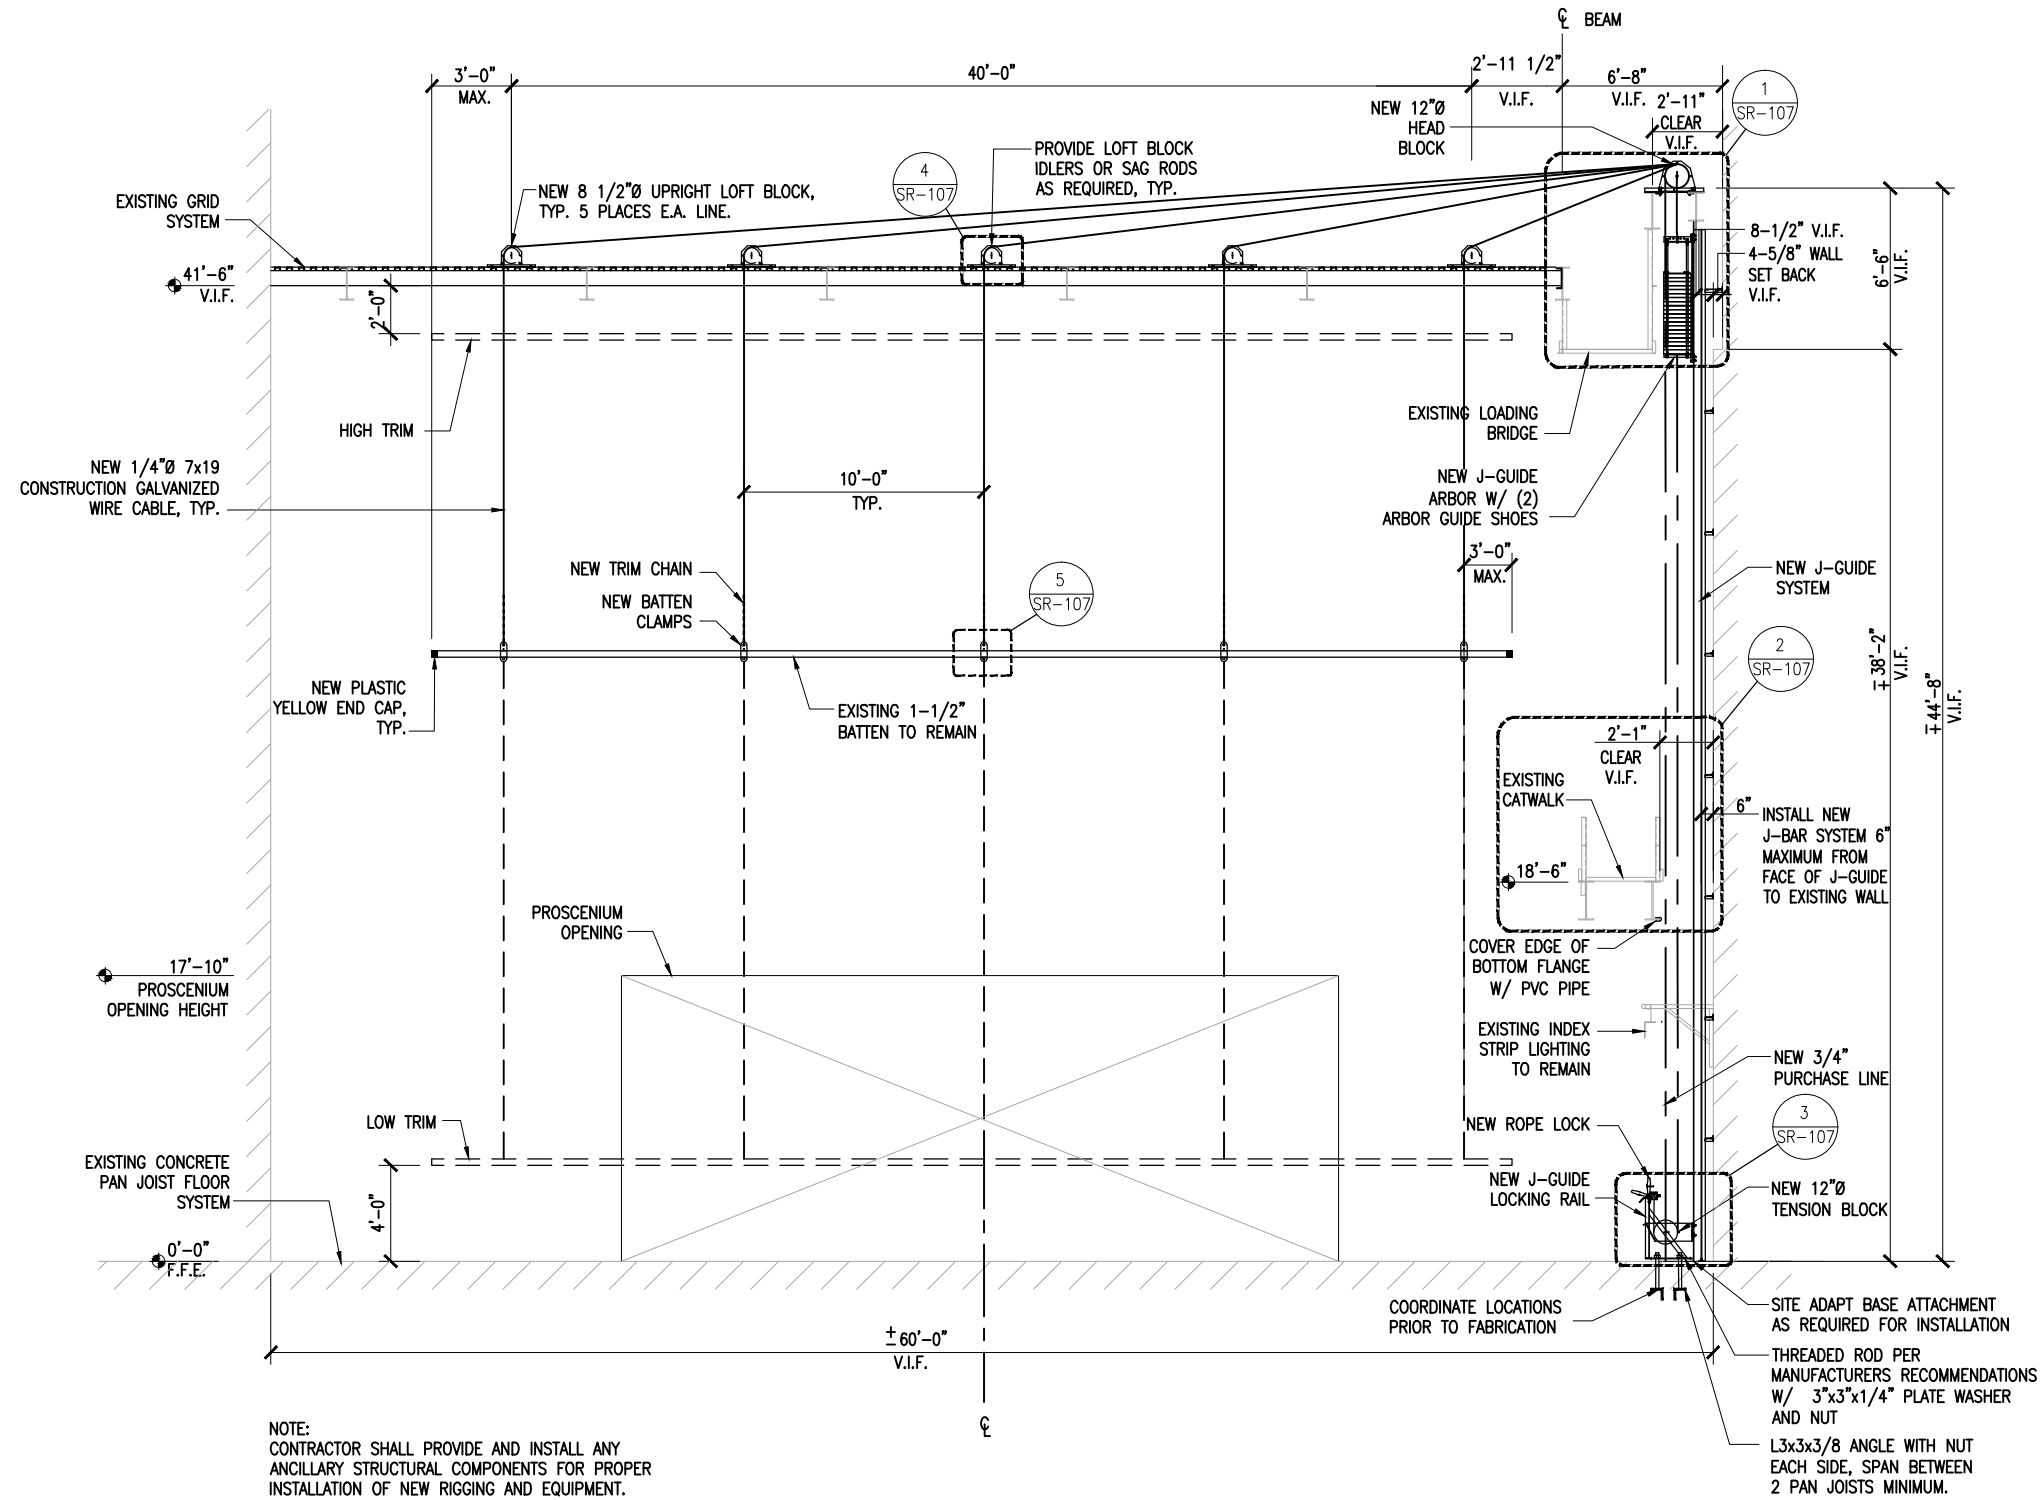 ℄ BEAM
3'-0"
MAX.
40'-0"
2'-11 1/2"
V.I.F.
6'-8"
V.I.F.
2'-11"
CLEAR
V.I.F.
1
SR-107
NEW 12"Ø
HEAD
BLOCK
PROVIDE LOFT BLOCK
IDLERS OR SAG RODS
AS REQUIRED, TYP.
4
SR-107
NEW 8 1/2"Ø UPRIGHT LOFT BLOCK,
TYP. 5 PLACES E.A. LINE.
EXISTING GRID
SYSTEM
41'-6"
V.I.F.
2'-0"
8-1/2" V.I.F.
4-5/8" WALL
SET BACK
V.I.F.
6'-6"
V.I.F.
HIGH TRIM
EXISTING LOADING
BRIDGE
NEW 1/4"Ø 7x19
CONSTRUCTION GALVANIZED
WIRE CABLE, TYP.
10'-0"
TYP.
NEW J-GUIDE
ARBOR W/ (2)
ARBOR GUIDE SHOES
3'-0"
MAX.
NEW TRIM CHAIN
NEW BATTEN
CLAMPS
5
SR-107
NEW J-GUIDE
SYSTEM
2
SR-107
∓38'-2"
V.I.F.
∓44'-8"
V.I.F.
NEW PLASTIC
YELLOW END CAP,
TYP.
EXISTING 1-1/2"
BATTEN TO REMAIN
2'-1"
CLEAR
V.I.F.
EXISTING
CATWALK
6"
INSTALL NEW
J-BAR SYSTEM 6"
MAXIMUM FROM
FACE OF J-GUIDE
TO EXISTING WALL
18'-6"
PROSCENIUM
OPENING
COVER EDGE OF
BOTTOM FLANGE
W/ PVC PIPE
17'-10"
PROSCENIUM
OPENING HEIGHT
EXISTING INDEX
STRIP LIGHTING
TO REMAIN
NEW 3/4"
PURCHASE LINE
3
SR-107
LOW TRIM
NEW ROPE LOCK
EXISTING CONCRETE
PAN JOIST FLOOR
SYSTEM
4'-0"
NEW J-GUIDE
LOCKING RAIL
NEW 12"Ø
TENSION BLOCK
0'-0"
F.F.E.
COORDINATE LOCATIONS
PRIOR TO FABRICATION
SITE ADAPT BASE ATTACHMENT
AS REQUIRED FOR INSTALLATION
±60'-0"
V.I.F.
THREADED ROD PER
MANUFACTURERS RECOMMENDATIONS
W/ 3"x3"x1/4" PLATE WASHER
AND NUT
℄
NOTE:
CONTRACTOR SHALL PROVIDE AND INSTALL ANY
ANCILLARY STRUCTURAL COMPONENTS FOR PROPER
INSTALLATION OF NEW RIGGING AND EQUIPMENT.
L3x3x3/8 ANGLE WITH NUT
EACH SIDE, SPAN BETWEEN
2 PAN JOISTS MINIMUM.